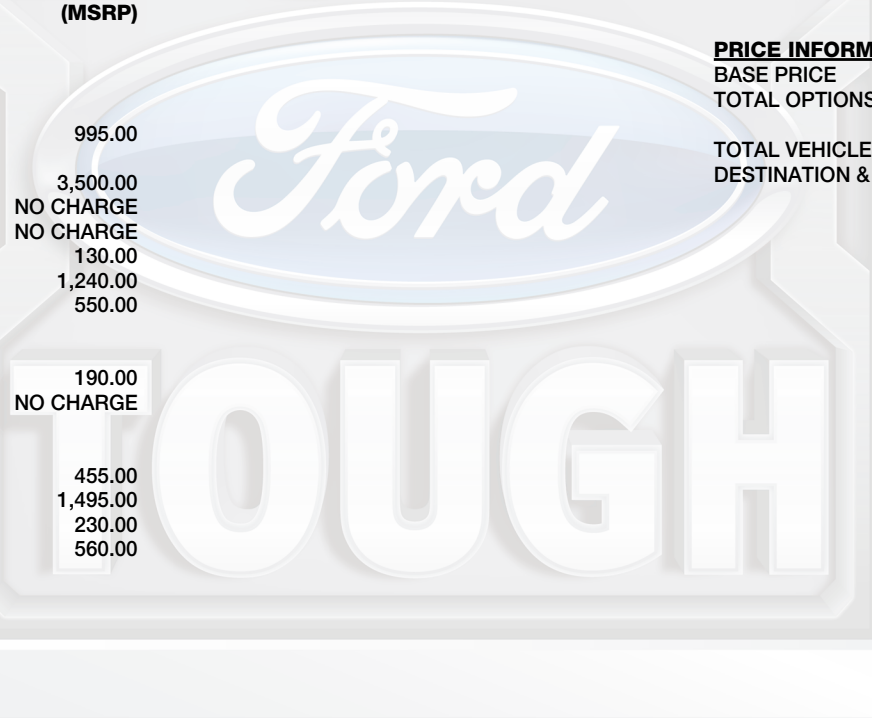 (MSRP)
PRICE INFORM
BASE PRICE
TOTAL OPTIONS
995.00
TOTAL VEHICLE
DESTINATION &
3,500.00
NO CHARGE
NO CHARGE
130.00
1,240.00
550.00
190.00
NO CHARGE
455.00
1,495.00
230.00
560.00
Ford
TOUGH